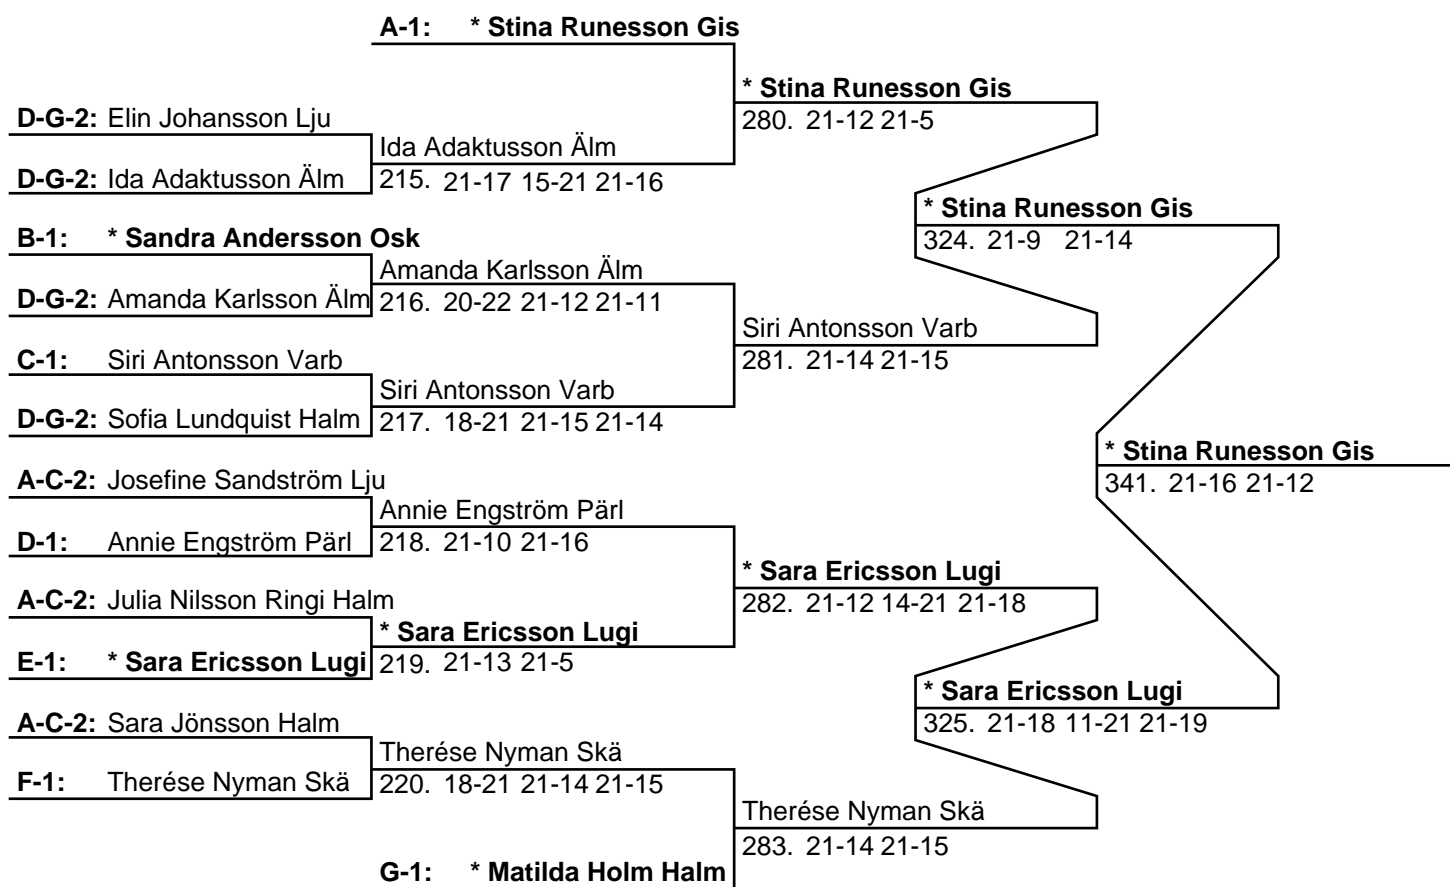 A-1: * Stina Runesson Gis
* Stina Runesson Gis
D-G-2: Elin Johansson Lju
280. 21-12 21-5
Ida Adaktusson Älm
D-G-2: Ida Adaktusson Älm
215. 21-17 15-21 21-16
* Stina Runesson Gis
B-1: * Sandra Andersson Osk
324. 21-9 21-14
Amanda Karlsson Älm
D-G-2: Amanda Karlsson Älm
216. 20-22 21-12 21-11
Siri Antonsson Varb
C-1: Siri Antonsson Varb
281. 21-14 21-15
Siri Antonsson Varb
D-G-2: Sofia Lundquist Halm
217. 18-21 21-15 21-14
* Stina Runesson Gis
A-C-2: Josefine Sandström Lju
341. 21-16 21-12
Annie Engström Pärl
D-1: Annie Engström Pärl
218. 21-10 21-16
* Sara Ericsson Lugi
A-C-2: Julia Nilsson Ringi Halm
282. 21-12 14-21 21-18
* Sara Ericsson Lugi
E-1: * Sara Ericsson Lugi
219. 21-13 21-5
* Sara Ericsson Lugi
A-C-2: Sara Jönsson Halm
325. 21-18 11-21 21-19
Therése Nyman Skä
F-1: Therése Nyman Skä
220. 18-21 21-14 21-15
Therése Nyman Skä
283. 21-14 21-15
G-1: * Matilda Holm Halm